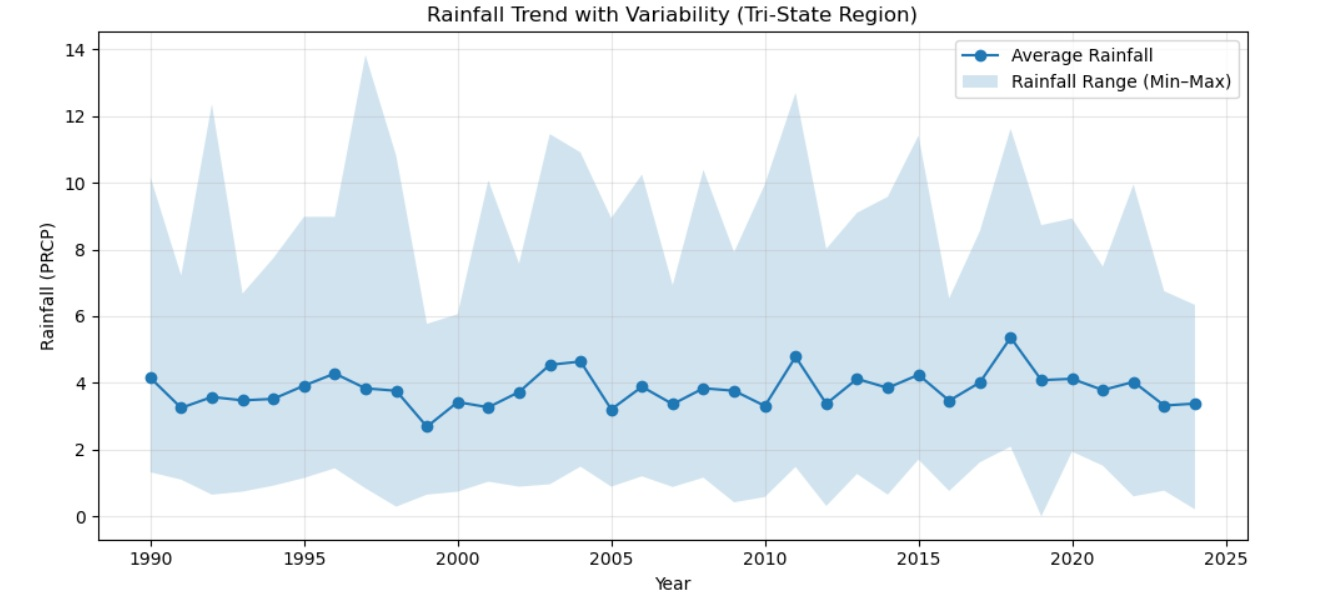 Rainfall Trend with Variability (Tri-State Region)
Average Rainfall
Rainfall Range (Min–Max)
Rainfall (PRCP)
14
12
10
8
6
4
2
0
1990 1995 2000 2005 2010 2015 2020 2025
Year